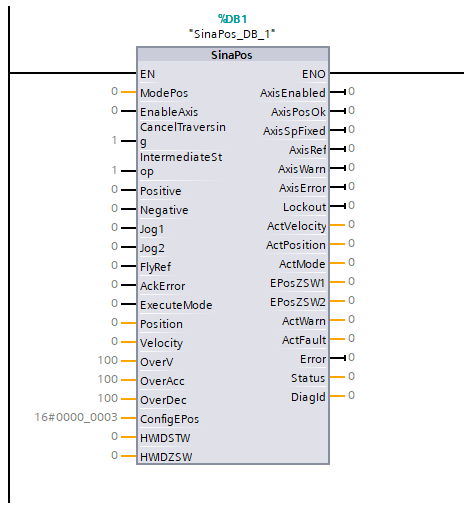 %DB1
"SinaPos_DB_1"
SinaPos
EN ENO
0 ModePos AxisEnabled 0
0 EnableAxis AxisPosOk 0
1 CancelTraversin
g AxisSpFixed 0
AxisRef 0
1 IntermediateSt
op AxisWarn 0
0 Positive AxisError 0
0 Negative Lockout 0
0 Jog1 ActVelocity 0
0 Jog2 ActPosition 0
0 FlyRef ActMode 0
0 AckError EPosZSW1 0
0 ExecuteMode EPosZSW2 0
0 Position ActWarn 0
0 Velocity ActFault 0
100 OverV Error 0
100 OverAcc Status 0
100 OverDec DiagId 0
16#0000_0003 ConfigEPos
0 HWIDSTW
0 HWIDZSW